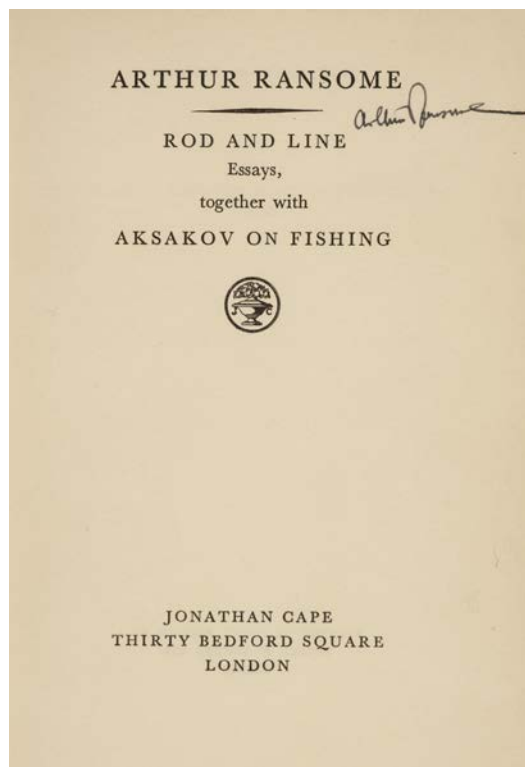 ARTHUR RANSOME
Arthur Ransome
ROD AND LINE
Essays,
together with
AKSAKOV ON FISHING
J C
JONATHAN CAPE
THIRTY BEDFORD SQUARE
LONDON